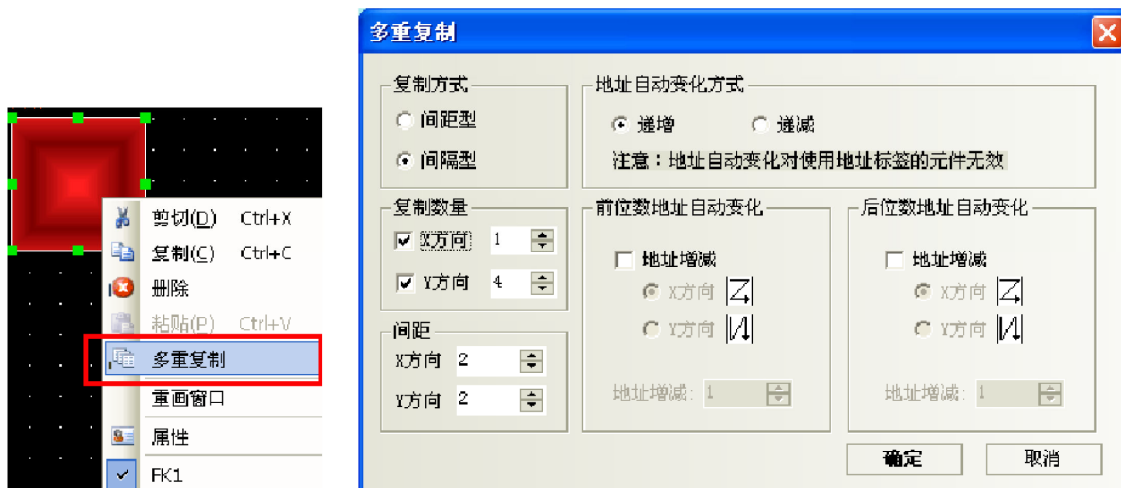 剪切(D) Ctrl+X
复制(C) Ctrl+C
删除
粘贴(P) Ctrl+V
多重复制
重画窗口
属性
FK1
多重复制
复制方式
间距型
间隔型
地址自动变化方式
递增 递减
注意：地址自动变化对使用地址标签的元件无效
复制数量
X方向 1
Y方向 4
间距
X方向 2
Y方向 2
前位数地址自动变化
地址增减
X方向
Y方向
地址增减: 1
后位数地址自动变化
地址增减
X方向
Y方向
地址增减: 1
确定 取消